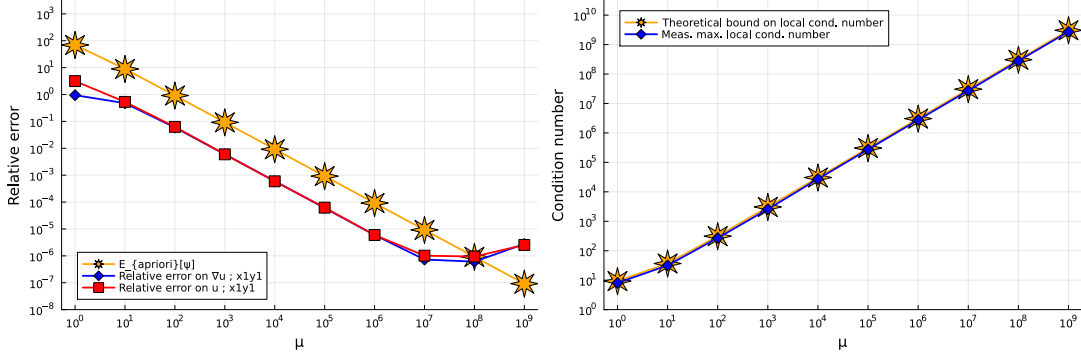 Relative error
10³
10²
10¹
10⁰
10⁻¹
10⁻²
10⁻³
10⁻⁴
10⁻⁵
10⁻⁶
10⁻⁷
10⁻⁸
E_{apriori}[ψ]
Relative error on ∇u ; x1y1
Relative error on u ; x1y1
10⁰ 10¹ 10² 10³ 10⁴ 10⁵ 10⁶ 10⁷ 10⁸ 10⁹
μ
Condition number
10¹⁰
10⁹
10⁸
10⁷
10⁶
10⁵
10⁴
10³
10²
10¹
10⁰
Theoretical bound on local cond. number
Meas. max. local cond. number
10⁰ 10¹ 10² 10³ 10⁴ 10⁵ 10⁶ 10⁷ 10⁸ 10⁹
μ